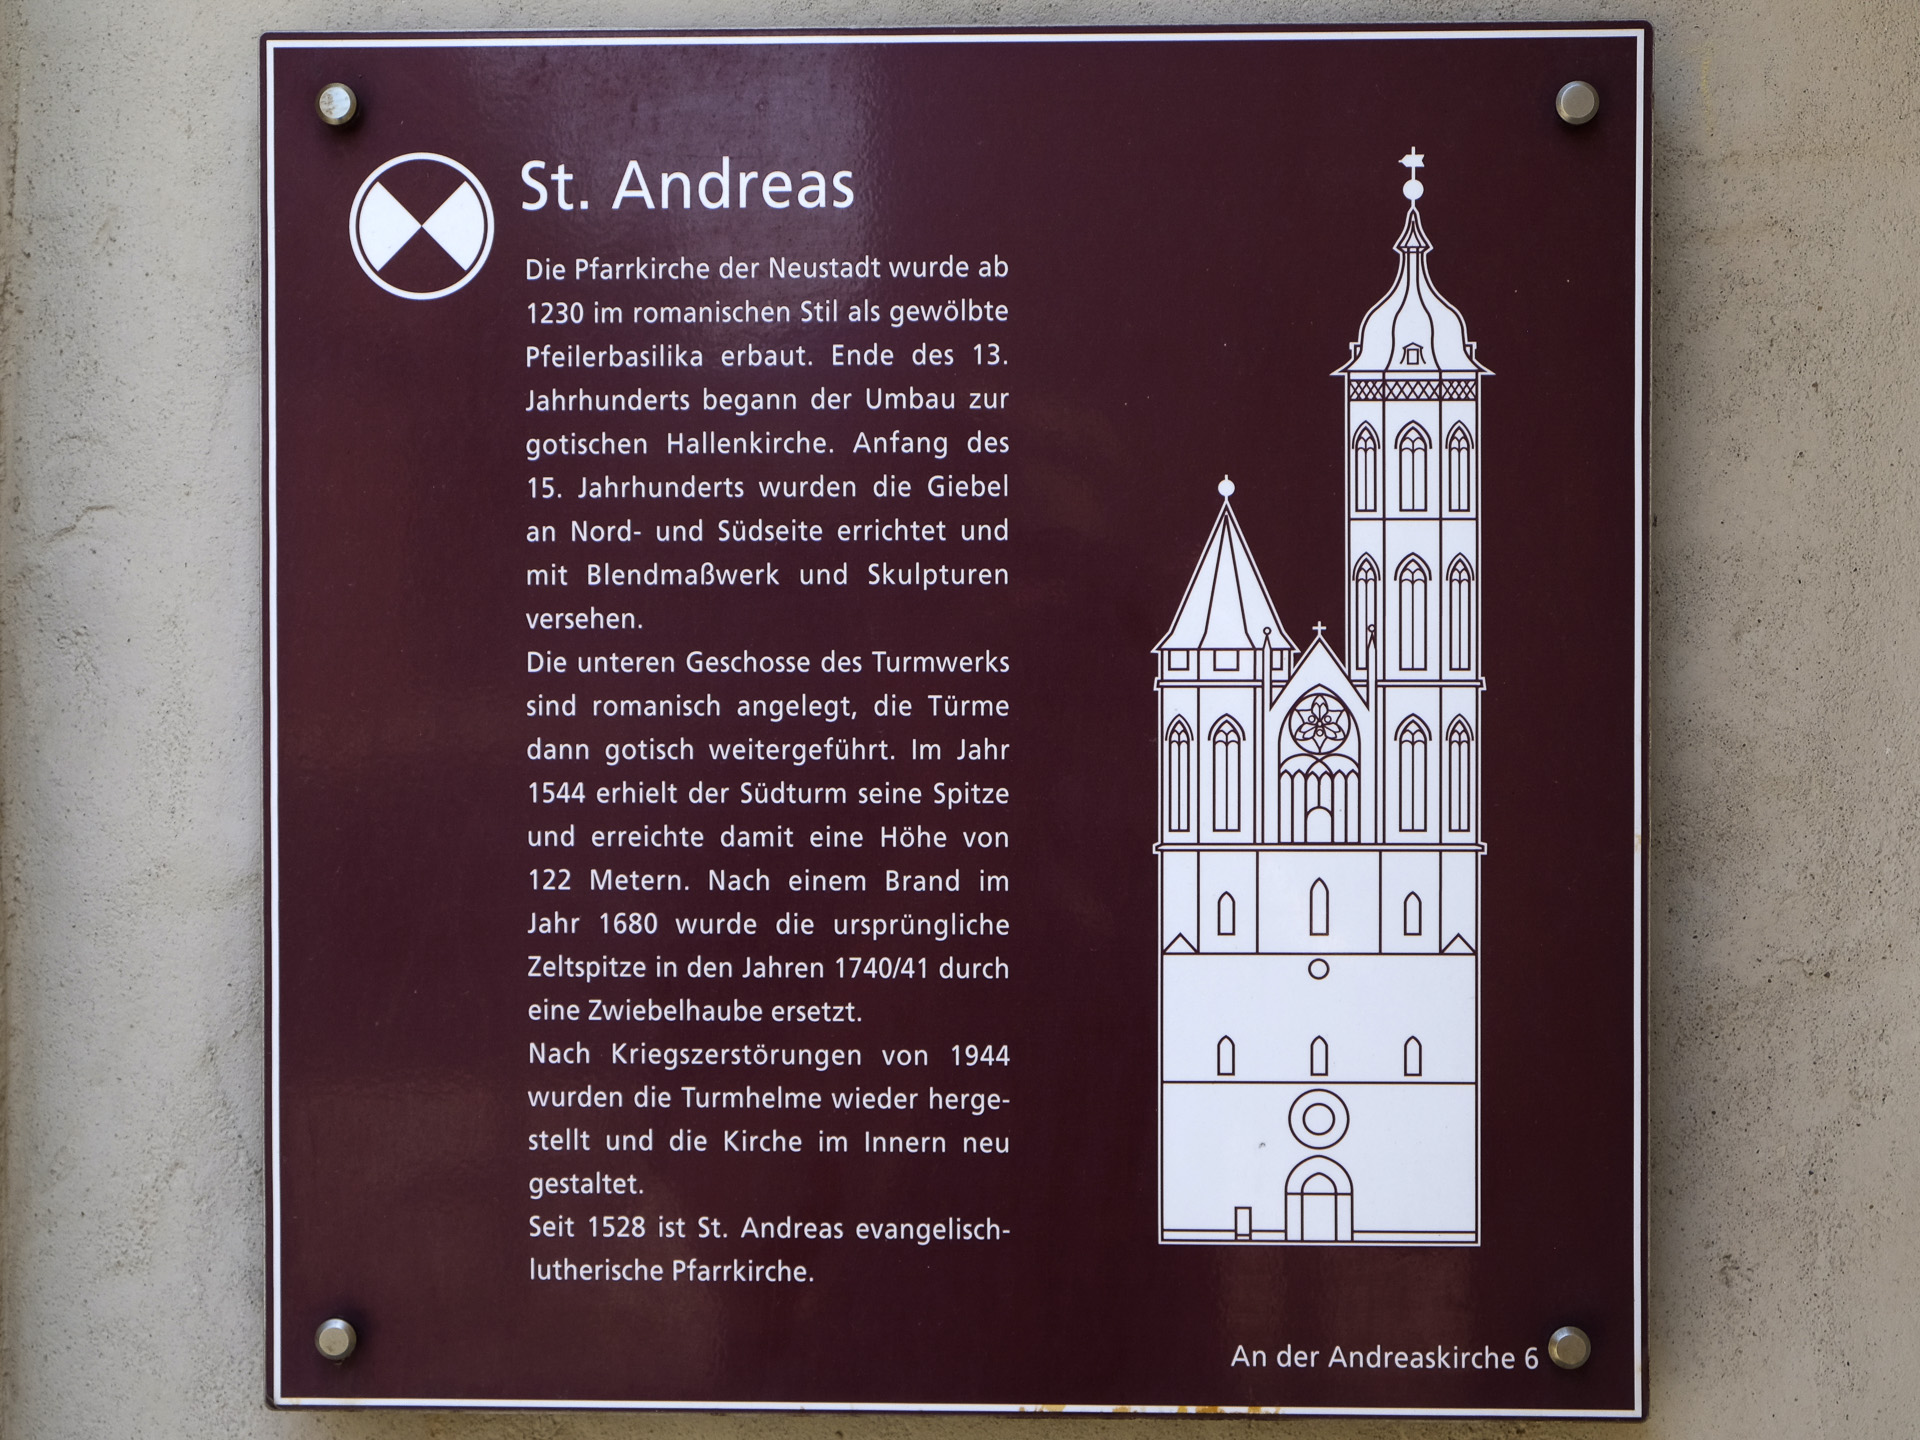 St. Andreas
Die Pfarrkirche der Neustadt wurde ab
1230 im romanischen Stil als gewölbte
Pfeilerbasilika erbaut. Ende des 13.
Jahrhunderts begann der Umbau zur
gotischen Hallenkirche. Anfang des
15. Jahrhunderts wurden die Giebel
an Nord- und Südseite errichtet und
mit Blendmaßwerk und Skulpturen
versehen.
Die unteren Geschosse des Turmwerks
sind romanisch angelegt, die Türme
dann gotisch weitergeführt. Im Jahr
1544 erhielt der Südturm seine Spitze
und erreichte damit eine Höhe von
122 Metern. Nach einem Brand im
Jahr 1680 wurde die ursprüngliche
Zeltspitze in den Jahren 1740/41 durch
eine Zwiebelhaube ersetzt.
Nach Kriegszerstörungen von 1944
wurden die Turmhelme wieder herge-
stellt und die Kirche im Innern neu
gestaltet.
Seit 1528 ist St. Andreas evangelisch-
lutherische Pfarrkirche.
An der Andreaskirche 6